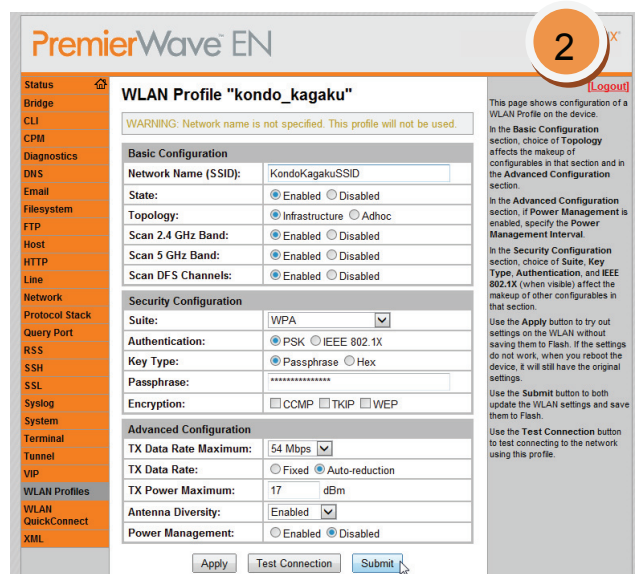 PremierWave™ EN
2
X®
Status
Bridge
CLI
CPM
Diagnostics
DNS
Email
Filesystem
FTP
Host
HTTP
Line
Network
Protocol Stack
Query Port
RSS
SSH
SSL
Syslog
System
Terminal
Tunnel
VIP
WLAN Profiles
WLAN
QuickConnect
XML
WLAN Profile "kondo_kagaku"
WARNING: Network name is not specified. This profile will not be used.
Basic Configuration
Network Name (SSID): KondoKagakuSSID
State: Enabled Disabled
Topology: Infrastructure Adhoc
Scan 2.4 GHz Band: Enabled Disabled
Scan 5 GHz Band: Enabled Disabled
Scan DFS Channels: Enabled Disabled
Security Configuration
Suite: WPA
Authentication: PSK IEEE 802.1X
Key Type: Passphrase Hex
Passphrase: ***************
Encryption: CCMP TKIP WEP
Advanced Configuration
TX Data Rate Maximum: 54 Mbps
TX Data Rate: Fixed Auto-reduction
TX Power Maximum: 17 dBm
Antenna Diversity: Enabled
Power Management: Enabled Disabled
Apply Test Connection Submit
[Logout]
This page shows configuration of a
WLAN Profile on the device.
In the Basic Configuration
section, choice of Topology
affects the makeup of
configurables in that section and in
the Advanced Configuration
section.
In the Advanced Configuration
section, if Power Management is
enabled, specify the Power
Management Interval.
In the Security Configuration
section, choice of Suite, Key
Type, Authentication, and IEEE
802.1X (when visible) affect the
makeup of other configurables in
that section.
Use the Apply button to try out
settings on the WLAN without
saving them to Flash. If the settings
do not work, when you reboot the
device, it will still have the original
settings.
Use the Submit button to both
update the WLAN settings and save
them to Flash.
Use the Test Connection button
to test connecting to the network
using this profile.